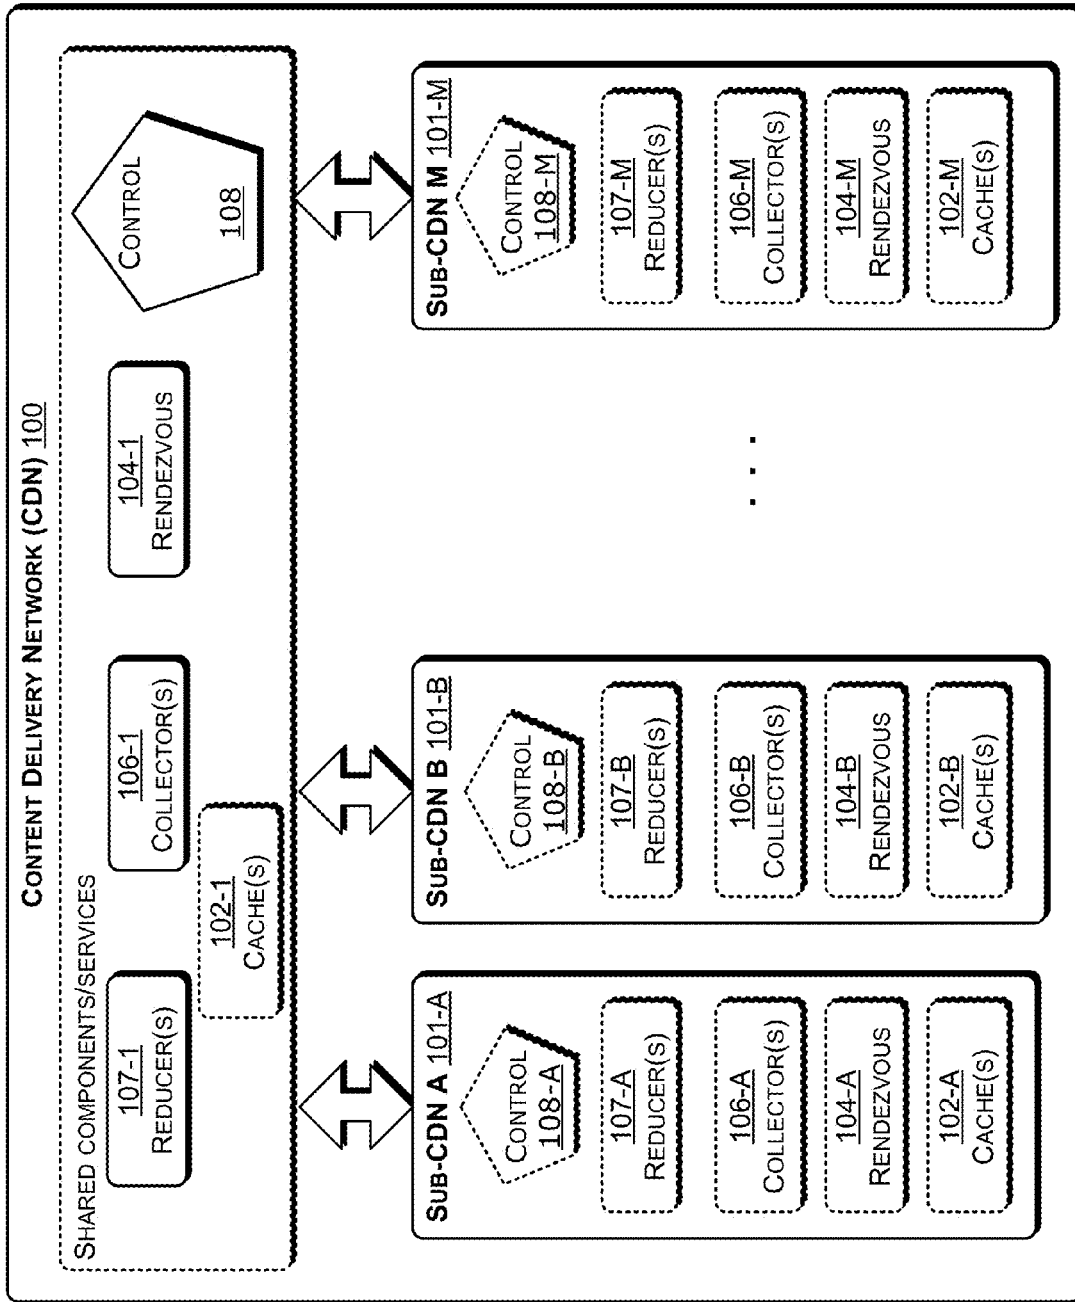 CONTENT DELIVERY NETWORK (CDN) 100
SHARED COMPONENTS/SERVICES
107-1
REDUCER(S)
106-1
COLLECTOR(S)
104-1
RENDEZVOUS
CONTROL
108
102-1
CACHE(S)
SUB-CDN A 101-A
CONTROL
108-A
107-A
REDUCER(S)
106-A
COLLECTOR(S)
104-A
RENDEZVOUS
102-A
CACHE(S)
SUB-CDN B 101-B
CONTROL
108-B
107-B
REDUCER(S)
106-B
COLLECTOR(S)
104-B
RENDEZVOUS
102-B
CACHE(S)
. . .
SUB-CDN M 101-M
CONTROL
108-M
107-M
REDUCER(S)
106-M
COLLECTOR(S)
104-M
RENDEZVOUS
102-M
CACHE(S)